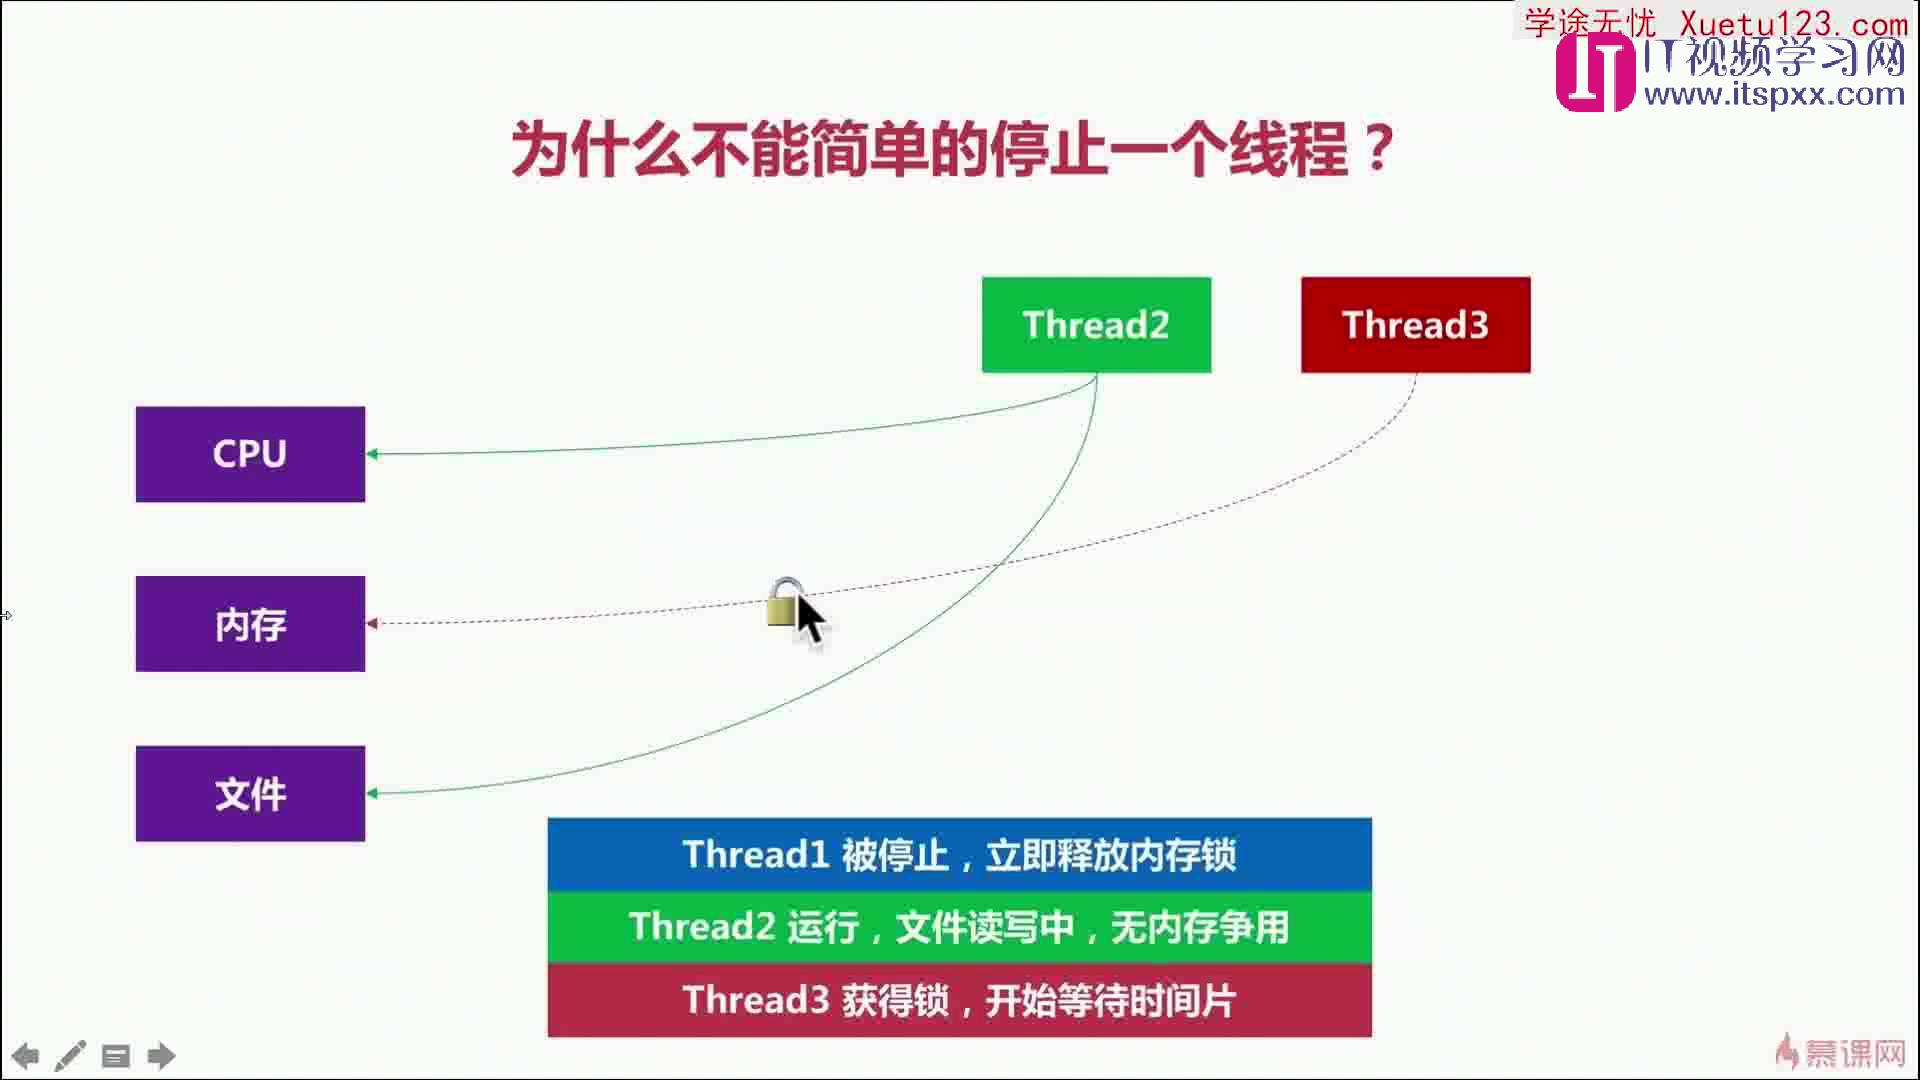 学途无忧 Xuetu123.com
IT视频学习网
www.itspxx.com
为什么不能简单的停止一个线程？
Thread2
Thread3
CPU
内存
文件
Thread1 被停止，立即释放内存锁
Thread2 运行，文件读写中，无内存争用
Thread3 获得锁，开始等待时间片
慕课网